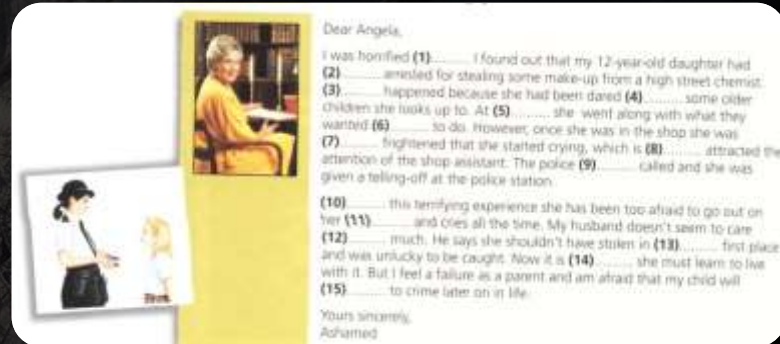 Dear Angela,
I was horrified (1)............ I found out that my 12-year-old daughter had
(2)............ arrested for stealing some make-up from a high street chemist.
(3)............ happened because she had been dared (4)............ some older
children she looks up to. At (5)............ she went along with what they
wanted (6)............ to do. However, once she was in the shop she was
(7)............ frightened that she started crying, which is (8)............ attracted the
attention of the shop assistant. The police (9)............ called and she was
given a telling-off at the police station.
(10)............ this terrifying experience she has been too afraid to go out on
her (11)............ and cries all the time. My husband doesn't seem to care
(12)............ much. He says she shouldn't have stolen in (13)............ first place
and was unlucky to be caught. Now it is (14)............ she must learn to live
with it. But I feel a failure as a parent and am afraid that my child will
(15)............ to crime later on in life.
Yours sincerely,
Ashamed